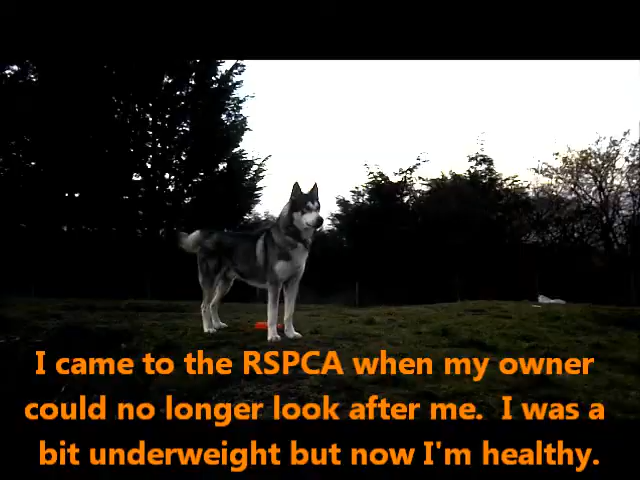 I came to the RSPCA when my owner
could no longer look after me.  I was a
bit underweight but now I'm healthy.